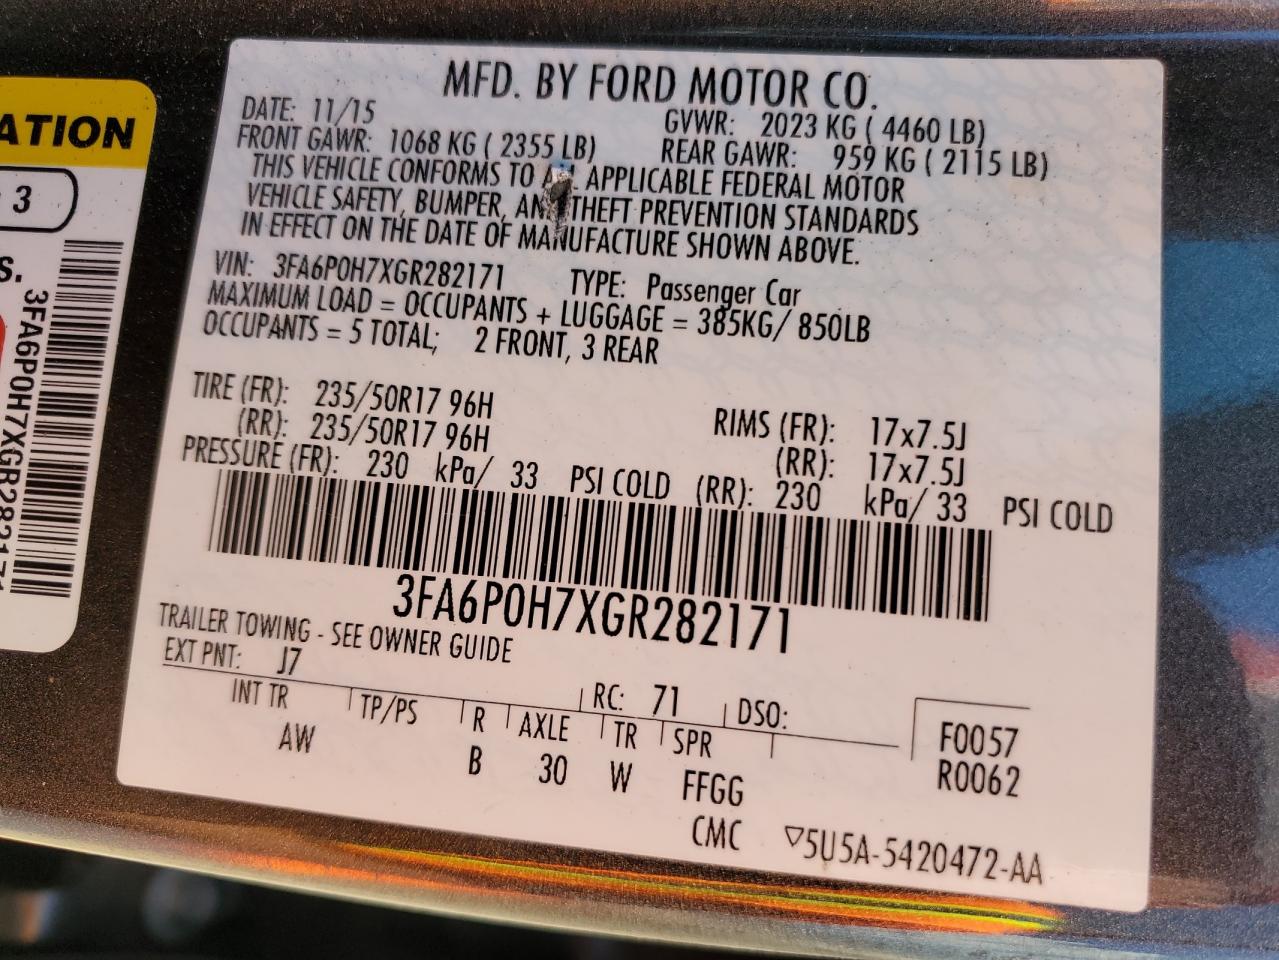 MFD. BY FORD MOTOR CO.
DATE: 11/15 GVWR: 2023 KG ( 4460 LB)
FRONT GAWR: 1068 KG ( 2355 LB) REAR GAWR: 959 KG ( 2115 LB)
THIS VEHICLE CONFORMS TO ALL APPLICABLE FEDERAL MOTOR
VEHICLE SAFETY, BUMPER, AND THEFT PREVENTION STANDARDS
IN EFFECT ON THE DATE OF MANUFACTURE SHOWN ABOVE.
VIN: 3FA6P0H7XGR282171 TYPE: Passenger Car
MAXIMUM LOAD = OCCUPANTS + LUGGAGE = 385KG/ 850LB
OCCUPANTS = 5 TOTAL; 2 FRONT, 3 REAR
TIRE (FR): 235/50R17 96H RIMS (FR): 17x7.5J
(RR): 235/50R17 96H (RR): 17x7.5J
PRESSURE (FR): 230 kPa/ 33 PSI COLD (RR): 230 kPa/ 33 PSI COLD
3FA6P0H7XGR282171
TRAILER TOWING - SEE OWNER GUIDE
EXT PNT: J7 RC: 71 DSO:
INT TR TP/PS R AXLE TR SPR F0057
AW B 30 W FFGG R0062
CMC ▽5U5A-5420472-AA
ATION
3
S.
3FA6P0H7XGR282171